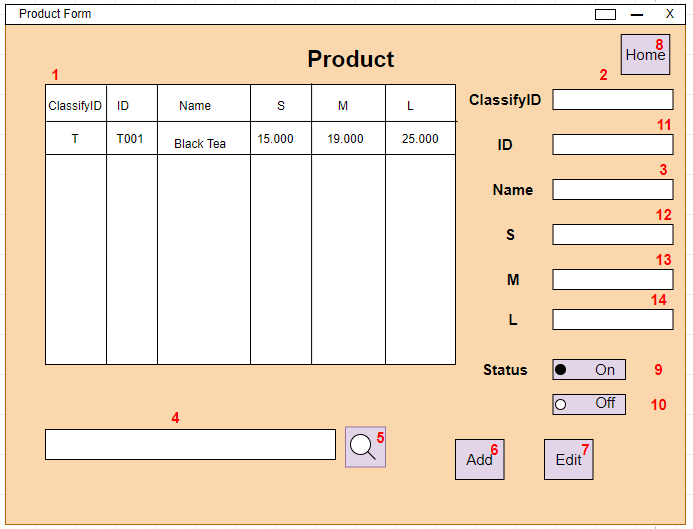 Product Form
X
Product
Home
8
1
2
ClassifyID ID Name S M L
T T001 Black Tea 15.000 19.000 25.000
ClassifyID
11
ID
3
Name
12
S
13
M
14
L
Status
On
9
Off
10
4
5
6
Add
7
Edit